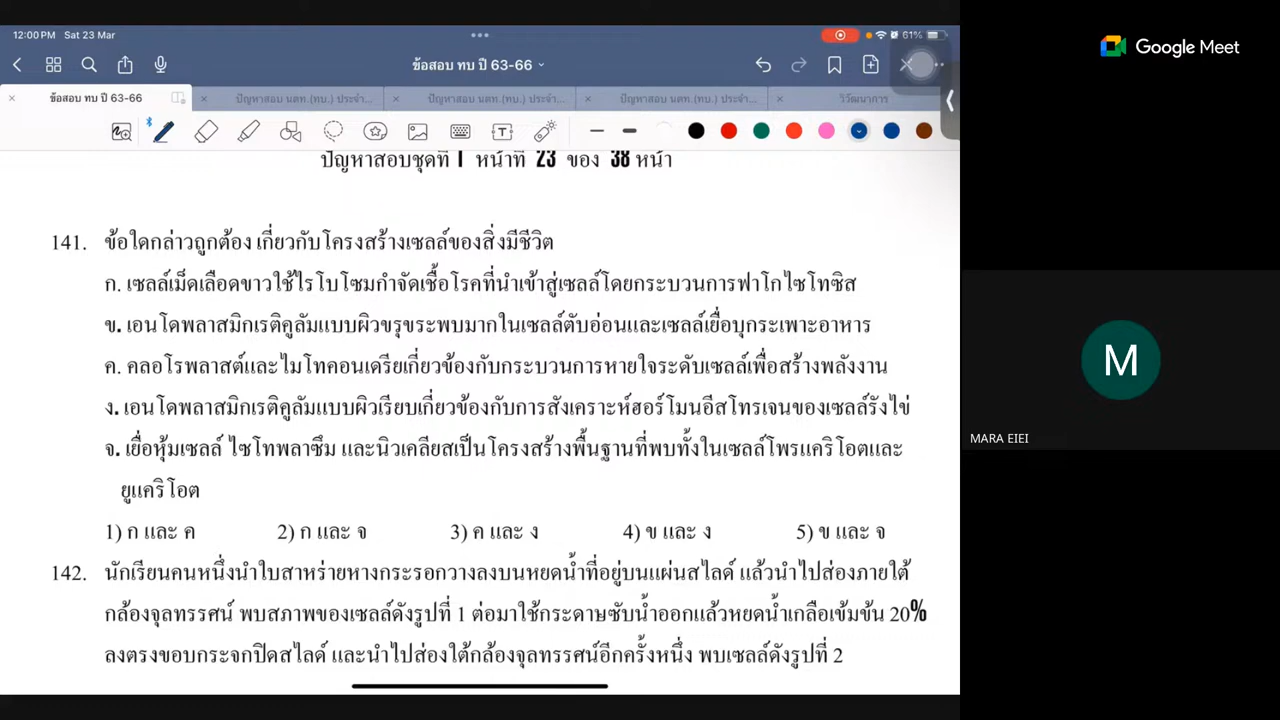 12:00 PM Sat 23 Mar
61%
ข้อสอบ ทบ ปี 63-66
Google Meet
ข้อสอบ ทบ ปี 63-66
ปัญหาสอบ นตท.(ทบ.) ประจำ...
ปัญหาสอบ นตท.(ทบ.) ประจำ...
ปัญหาสอบ นตท.(ทบ.) ประจำ...
วิวัฒนาการ
ปัญหาสอบชุดที่ 1 หน้าที่ 23 ของ 38 หน้า
141. ข้อใดกล่าวถูกต้อง เกี่ยวกับโครงสร้างเซลล์ของสิ่งมีชีวิต
ก. เซลล์เม็ดเลือดขาวใช้ไรโบโซมกำจัดเชื้อโรคที่นำเข้าสู่เซลล์โดยกระบวนการฟาโกไซโทซิส
ข. เอนโดพลาสมิกเรติคูลัมแบบผิวขรุขระพบมากในเซลล์ตับอ่อนและเซลล์เยื่อบุกระเพาะอาหาร
ค. คลอโรพลาสต์และไมโทคอนเดรียเกี่ยวข้องกับกระบวนการหายใจระดับเซลล์เพื่อสร้างพลังงาน
ง. เอนโดพลาสมิกเรติคูลัมแบบผิวเรียบเกี่ยวข้องกับการสังเคราะห์ฮอร์โมนอีสโทรเจนของเซลล์รังไข่
จ. เยื่อหุ้มเซลล์ ไซโทพลาซึม และนิวเคลียสเป็นโครงสร้างพื้นฐานที่พบทั้งในเซลล์โพรแคริโอตและ
ยูแคริโอต
1) ก และ ค 2) ก และ จ 3) ค และ ง 4) ข และ ง 5) ข และ จ
142. นักเรียนคนหนึ่งนำใบสาหร่ายหางกระรอกวางลงบนหยดน้ำที่อยู่บนแผ่นสไลด์ แล้วนำไปส่องภายใต้
กล้องจุลทรรศน์ พบสภาพของเซลล์ดังรูปที่ 1 ต่อมาใช้กระดาษซับน้ำออกแล้วหยดน้ำเกลือเข้มข้น 20%
ลงตรงขอบกระจกปิดสไลด์ และนำไปส่องใต้กล้องจุลทรรศน์อีกครั้งหนึ่ง พบเซลล์ดังรูปที่ 2
M
MARA EIEI